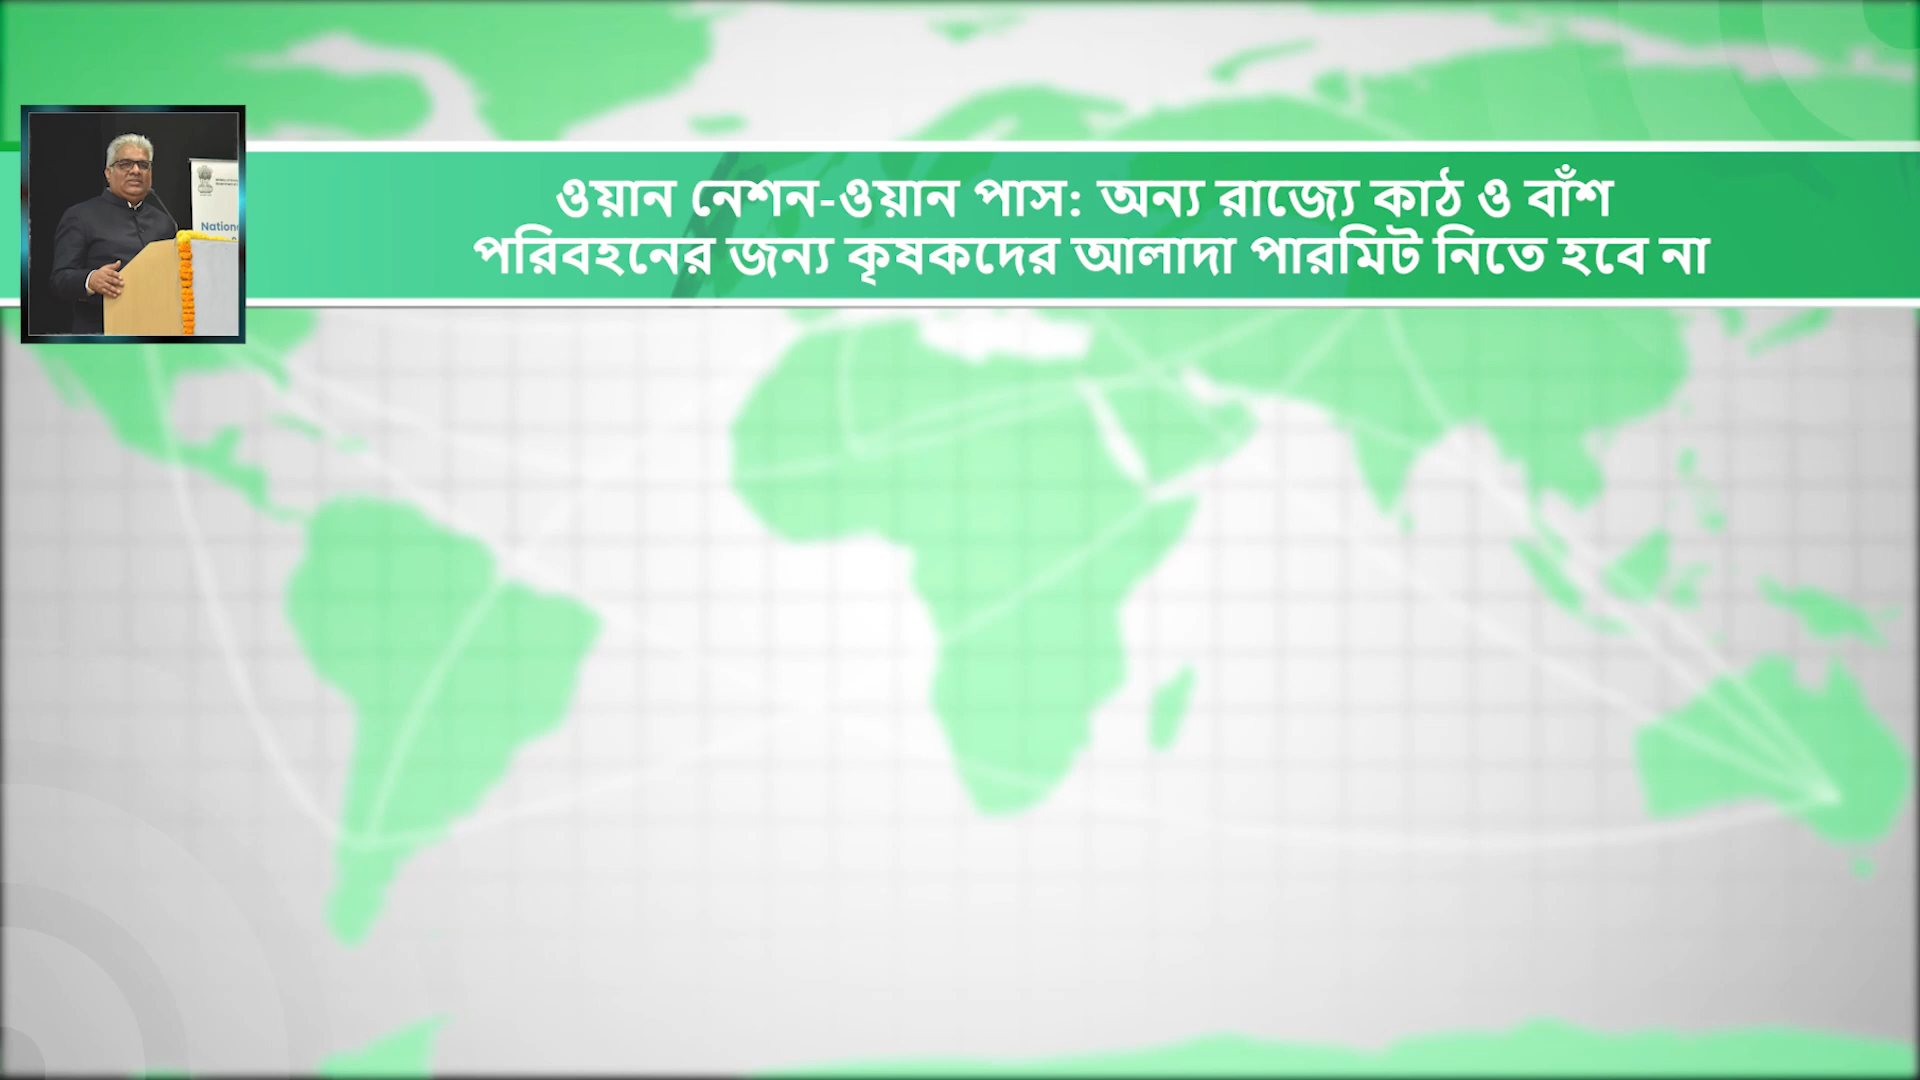 ওয়ান নেশন-ওয়ান পাস: অন্য রাজ্যে কাঠ ও বাঁশ
পরিবহনের জন্য কৃষকদের আলাদা পারমিট নিতে হবে না